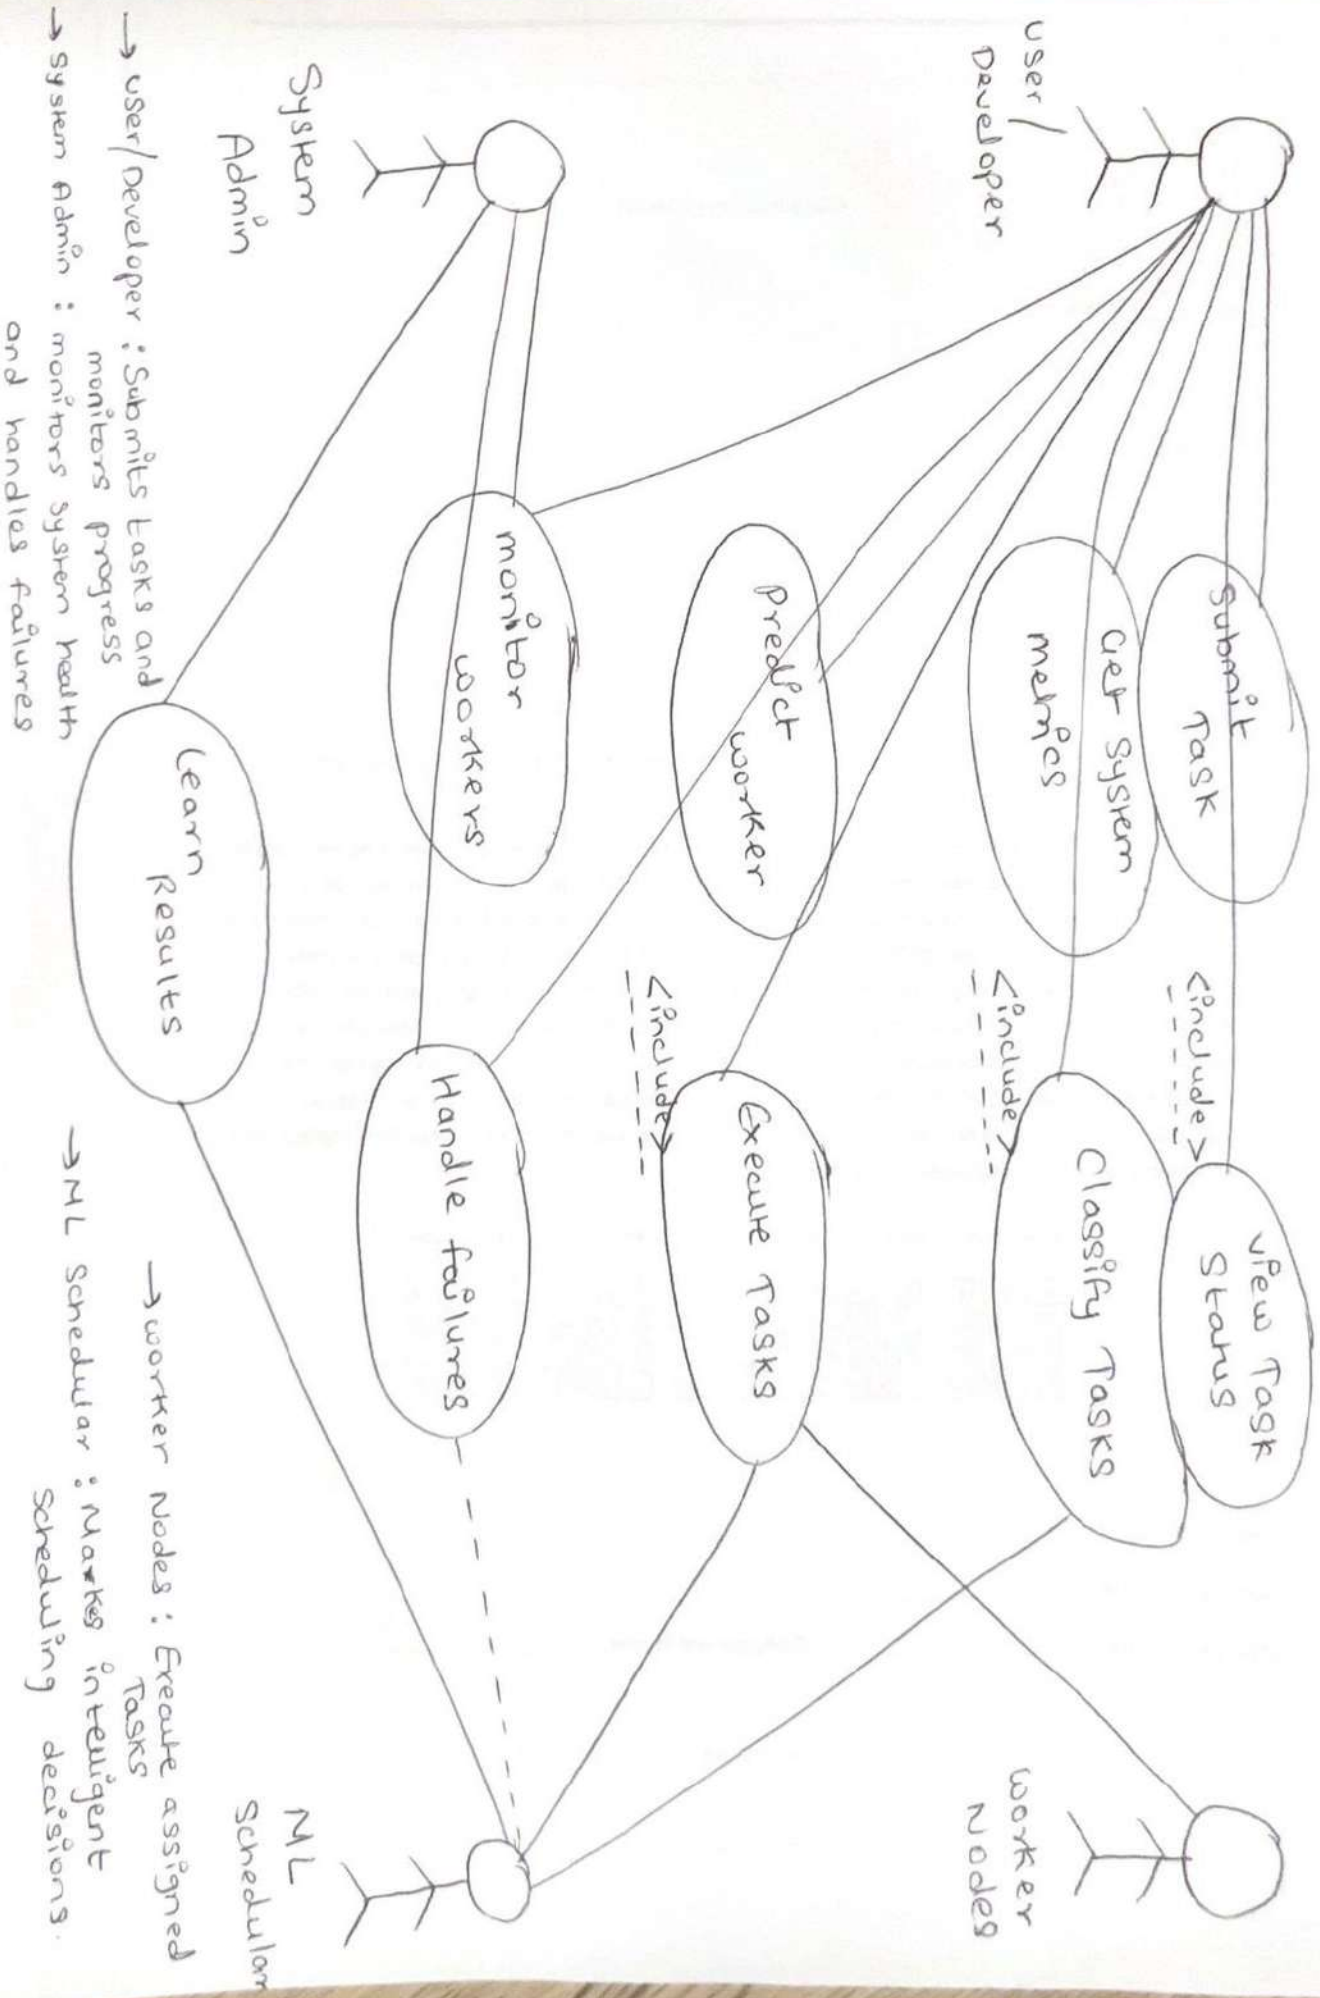 User/
Developer
Submit
Task
<include>
View Task
Status
Worker
Nodes
Get System
metrics
<include>
Classify Tasks
Predict
Worker
<include>
Execute Tasks
monitor
workers
Handle failures
System
Admin
Learn
Results
ML
Schedular
→ User/Developer : Submits tasks and
monitors progress
→ System Admin : monitors system health
and handles failures
→ Worker Nodes : Execute assigned
Tasks
→ ML Schedular : Markes intelligent
Scheduling decisions.